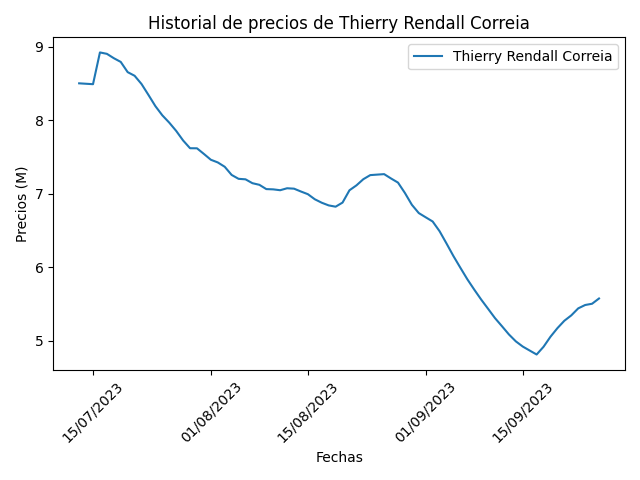 Historial de precios de Thierry Rendall Correia
Thierry Rendall Correia
Precios (M)
9
8
7
6
5
15/07/2023
01/08/2023
15/08/2023
01/09/2023
15/09/2023
Fechas